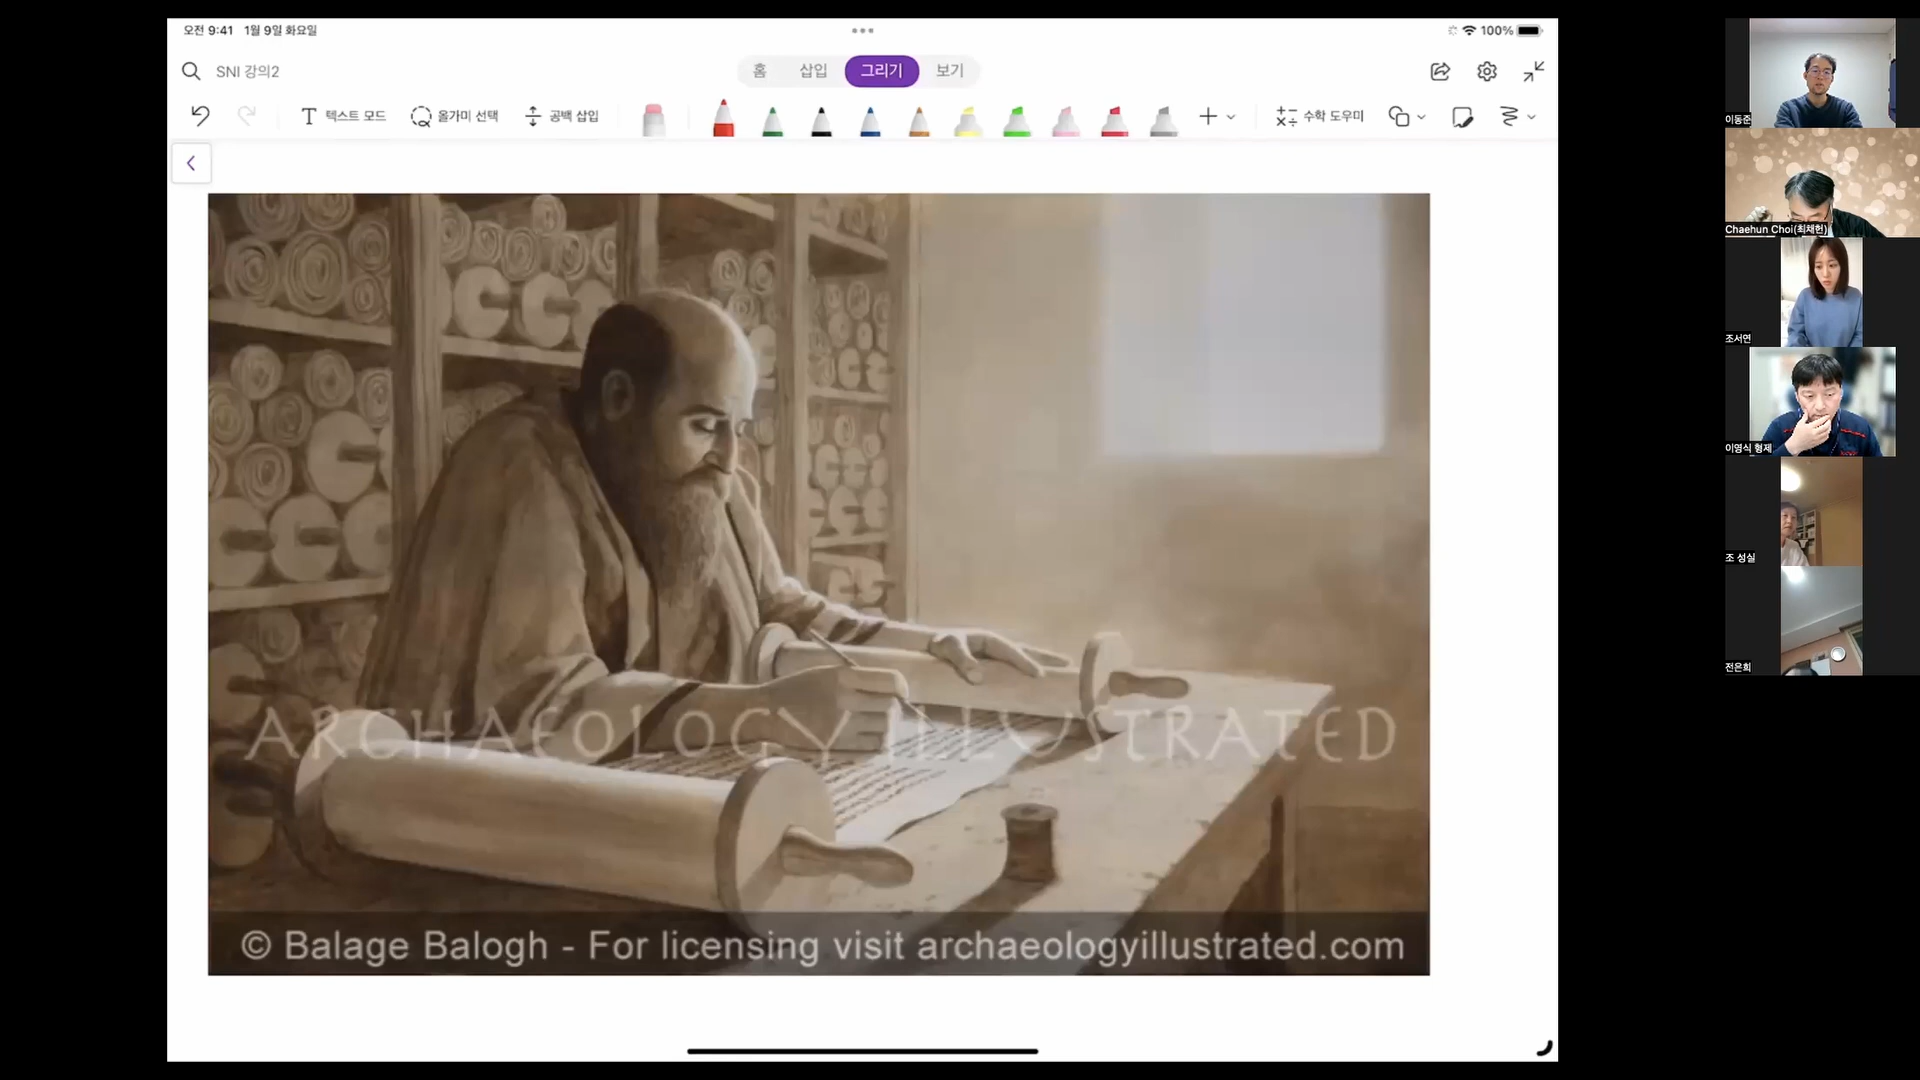 오전 9:41 1월 9일 화요일
100%
SNI 강의2
홈 삽입 그리기 보기
텍스트 모드 올가미 선택 공백 삽입 수학 도우미
ARCHAEOLOGY ILLUSTRATED
© Balage Balogh - For licensing visit archaeologyillustrated.com
이동준
Chaehun Choi(최채헌)
조서연
이영식 형제
조 성실
전은희